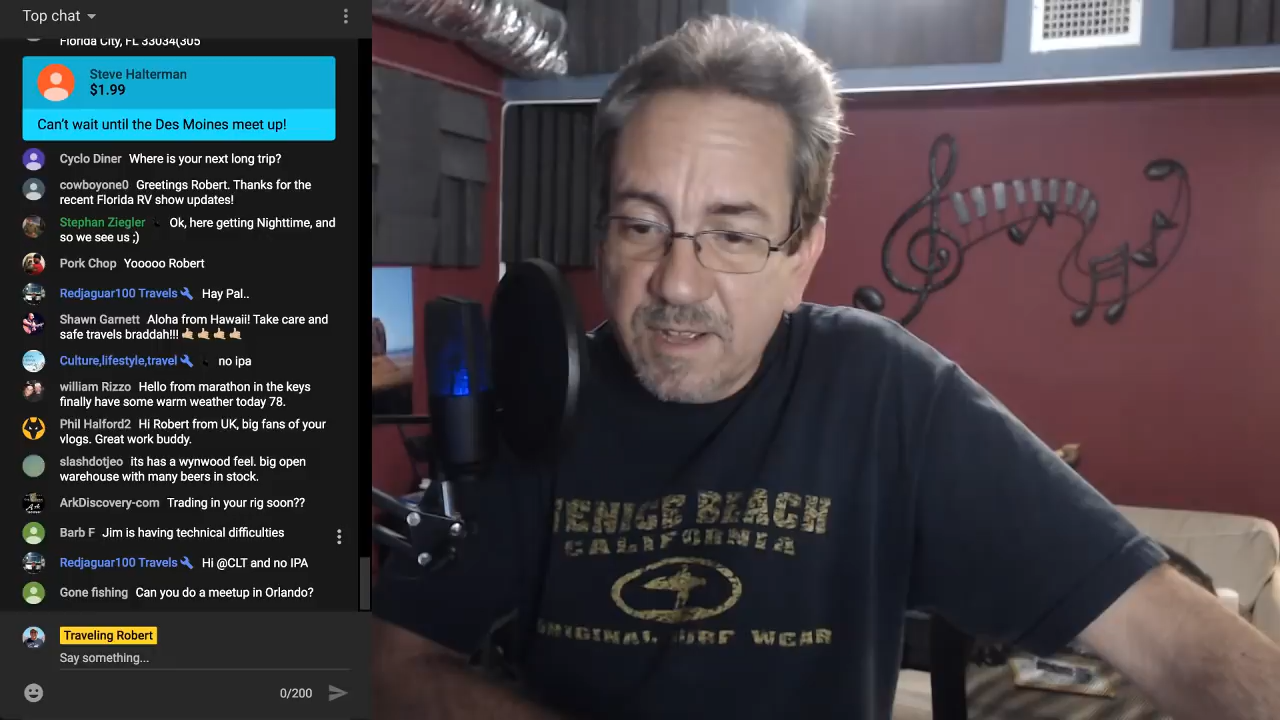 Top chat
Florida City, FL 33034(305
Steve Halterman
$1.99
Can't wait until the Des Moines meet up!
Cyclo Diner Where is your next long trip?
cowboyone0 Greetings Robert. Thanks for the
recent Florida RV show updates!
Stephan Ziegler Ok, here getting Nighttime, and
so we see us ;)
Pork Chop Yooooo Robert
Redjaguar100 Travels Hay Pal..
Shawn Garnett Aloha from Hawaii! Take care and
safe travels braddah!!! 🤙🏼🤙🏼🤙🏼🤙🏼
Culture,lifestyle,travel no ipa
william Rizzo Hello from marathon in the keys
finally have some warm weather today 78.
Phil Halford2 Hi Robert from UK, big fans of your
vlogs. Great work buddy.
slashdotjeo its has a wynwood feel. big open
warehouse with many beers in stock.
ArkDiscovery-com Trading in your rig soon??
Barb F Jim is having technical difficulties
Redjaguar100 Travels Hi @CLT and no IPA
Gone fishing Can you do a meetup in Orlando?
Traveling Robert
Say something...
0/200
VENICE BEACH
CALIFORNIA
ORIGINAL SURF WEAR